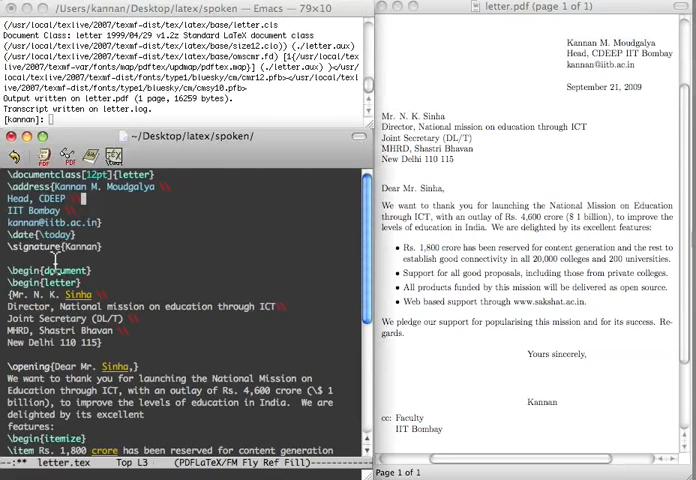 /usr/local/texlive/2007/texmf-dist/fonts — Emacs — 79×10
(/usr/local/texlive/2007/texmf-dist/tex/latex/base/letter.cls
Document Class: letter 1999/04/29 v1.2z Standard LaTeX document class
(/usr/local/texlive/2007/texmf-dist/tex/latex/base/size12.clo)) (./letter.aux)
(/usr/local/texlive/2007/texmf-dist/tex/latex/base/omscmr.fd) [1{/usr/local/tex
live/2007/texmf-var/fonts/map/pdftex/updmap/pdftex.map}] (./letter.aux) )</usr/
local/texlive/2007/texmf-dist/fonts/type1/bluesky/cm/cmr12.pfb></usr/local/texl
ive/2007/texmf-dist/fonts/type1/bluesky/cm/cmsy10.pfb>
Output written on letter.pdf (1 page, 16259 bytes).
Transcript written on letter.log.
[kannan]:
~/Desktop/latex/spoken/
\documentclass[12pt]{letter}
\address{Kannan M. Moudgalya \\
Head, CDEEP \\
IIT Bombay \\
kannan@iitb.ac.in}
\date{\today}
\signature{Kannan}
\begin{document}
\begin{letter}
{Mr. N. K. Sinha \\
Director, National mission on education through ICT\\
Joint Secretary (DL/T) \\
MHRD, Shastri Bhavan \\
New Delhi 110 115}
\opening{Dear Mr. Sinha,}
We want to thank you for launching the National Mission on
Education through ICT, with an outlay of Rs. 4,600 crore (\$ 1
billion), to improve the levels of education in India.  We are
delighted by its excellent
features:
\begin{itemize}
\item Rs. 1,800 crore has been reserved for content generation
--:** letter.tex Top L3 (PDFLaTeX/FM Fly Ref Fill)
letter.pdf (page 1 of 1)
Kannan M. Moudgalya
Head, CDEEP IIT Bombay
kannan@iitb.ac.in
September 21, 2009
Mr. N. K. Sinha
Director, National mission on education through ICT
Joint Secretary (DL/T)
MHRD, Shastri Bhavan
New Delhi 110 115
Dear Mr. Sinha,
We want to thank you for launching the National Mission on Education
through ICT, with an outlay of Rs. 4,600 crore ($ 1 billion), to improve the
levels of education in India. We are delighted by its excellent features:
• Rs. 1,800 crore has been reserved for content generation and the rest to
establish good connectivity in all 20,000 colleges and 200 universities.
• Support for all good proposals, including those from private colleges.
• All products funded by this mission will be delivered as open source.
• Web based support through www.sakshat.ac.in.
We pledge our support for popularising this mission and for its success. Re-
gards.
Yours sincerely,
Kannan
cc: Faculty
IIT Bombay
Page 1 of 1